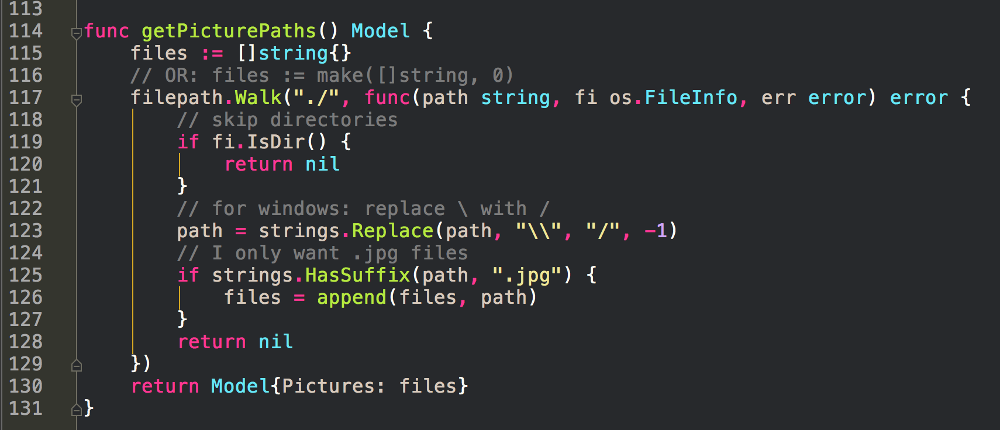 113
114 func getPicturePaths() Model {
115     files := []string{}
116     // OR: files := make([]string, 0)
117     filepath.Walk("./", func(path string, fi os.FileInfo, err error) error {
118         // skip directories
119         if fi.IsDir() {
120             return nil
121         }
122         // for windows: replace \ with /
123         path = strings.Replace(path, "\\", "/", -1)
124         // I only want .jpg files
125         if strings.HasSuffix(path, ".jpg") {
126             files = append(files, path)
127         }
128         return nil
129     })
130     return Model{Pictures: files}
131 }